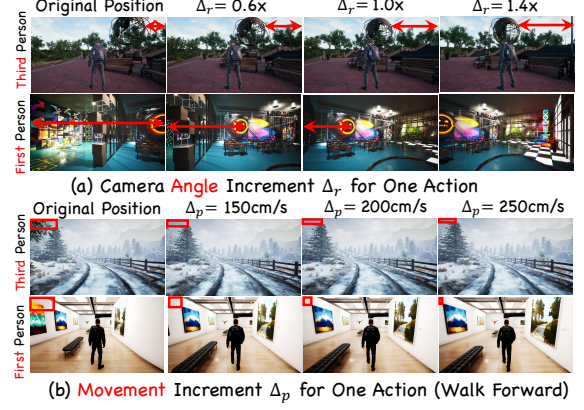 Original Position Δr = 0.6x Δr = 1.0x Δr = 1.4x
Third Person
First Person
(a) Camera Angle Increment Δr for One Action
Original Position Δp = 150cm/s Δp = 200cm/s Δp = 250cm/s
Third Person
First Person
(b) Movement Increment Δp for One Action (Walk Forward)